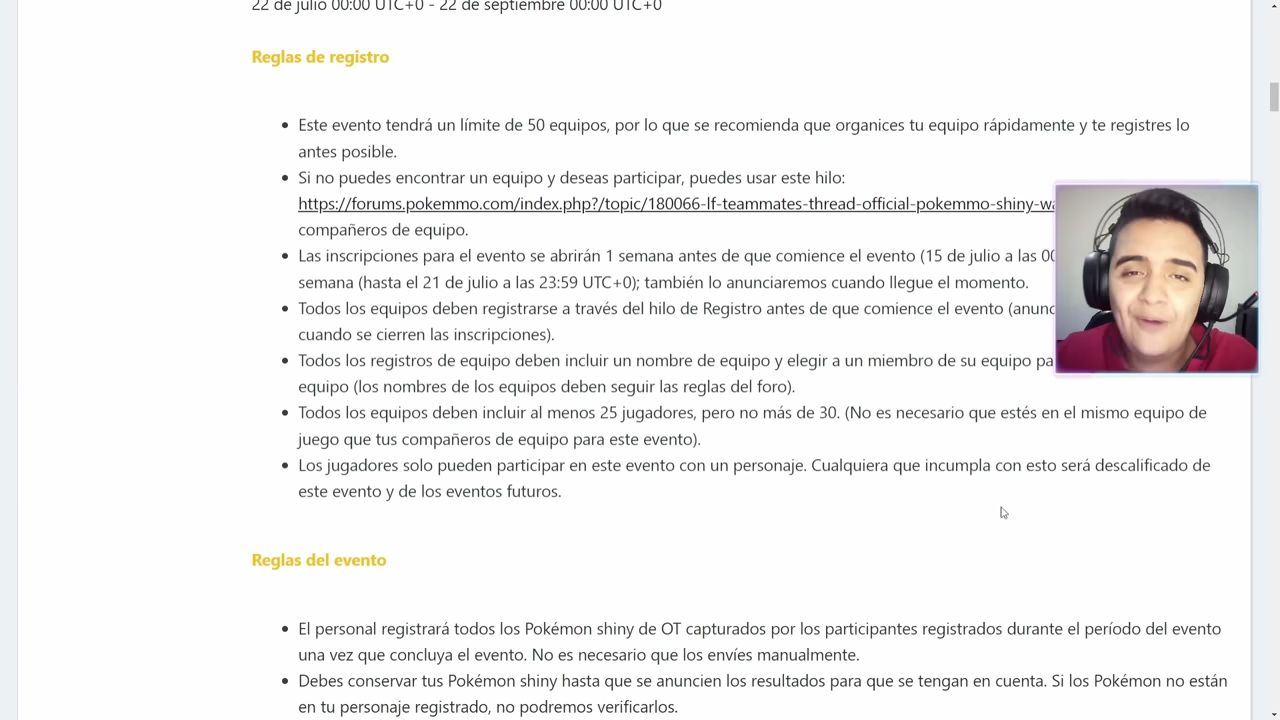 22 de julio 00:00 UTC+0 - 22 de septiembre 00:00 UTC+0
Reglas de registro
Este evento tendrá un límite de 50 equipos, por lo que se recomienda que organices tu equipo rápidamente y te registres lo
antes posible.
Si no puedes encontrar un equipo y deseas participar, puedes usar este hilo:
https://forums.pokemmo.com/index.php?/topic/180066-lf-teammates-thread-official-pokemmo-shiny-wa
compañeros de equipo.
Las inscripciones para el evento se abrirán 1 semana antes de que comience el evento (15 de julio a las 00
semana (hasta el 21 de julio a las 23:59 UTC+0); también lo anunciaremos cuando llegue el momento.
Todos los equipos deben registrarse a través del hilo de Registro antes de que comience el evento (anunc
cuando se cierren las inscripciones).
Todos los registros de equipo deben incluir un nombre de equipo y elegir a un miembro de su equipo pa
equipo (los nombres de los equipos deben seguir las reglas del foro).
Todos los equipos deben incluir al menos 25 jugadores, pero no más de 30. (No es necesario que estés en el mismo equipo de
juego que tus compañeros de equipo para este evento).
Los jugadores solo pueden participar en este evento con un personaje. Cualquiera que incumpla con esto será descalificado de
este evento y de los eventos futuros.
Reglas del evento
El personal registrará todos los Pokémon shiny de OT capturados por los participantes registrados durante el período del evento
una vez que concluya el evento. No es necesario que los envíes manualmente.
Debes conservar tus Pokémon shiny hasta que se anuncien los resultados para que se tengan en cuenta. Si los Pokémon no están
en tu personaje registrado, no podremos verificarlos.